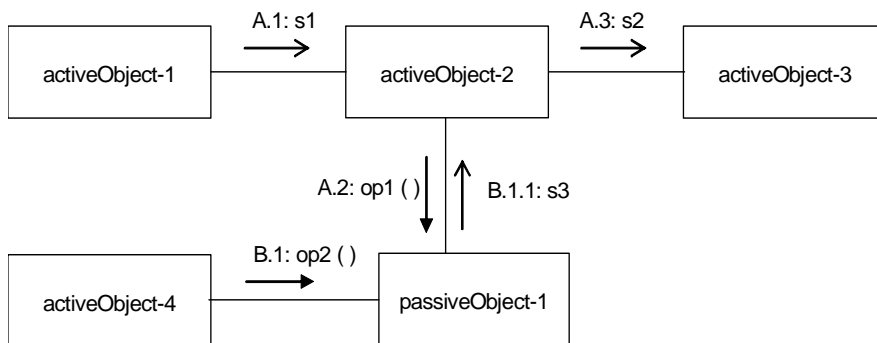 A.1: s1
A.3: s2
activeObject-1
activeObject-2
activeObject-3
A.2: op1 ( )
B.1.1: s3
B.1: op2 ( )
activeObject-4
passiveObject-1